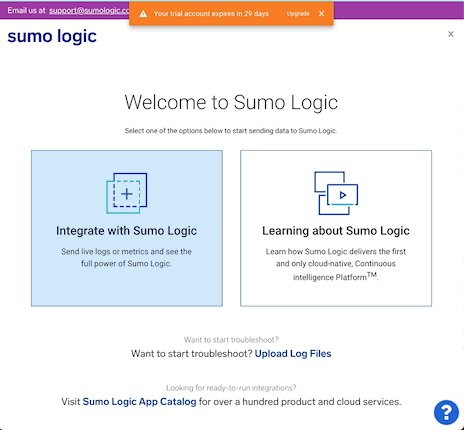 Email us at support@sumologic.co
Your trial account expires in 29 days Upgrade X
sumo logic
x
Welcome to Sumo Logic
Select one of the options below to start sending data to Sumo Logic.
Integrate with Sumo Logic
Send live logs or metrics and see the
full power of Sumo Logic.
Learning about Sumo Logic
Learn how Sumo Logic delivers the first
and only cloud-native, Continuous
intelligence Platform™.
Want to start troubleshoot?
Want to start troubleshoot? Upload Log Files
Looking for ready-to-run integrations?
Visit Sumo Logic App Catalog for over a hundred product and cloud services.
?